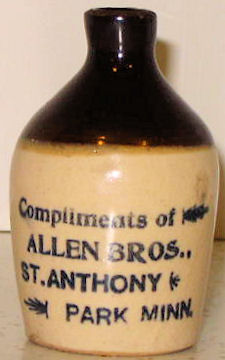 Compliments of
ALLEN BROS.,
ST. ANTHONY
PARK MINN.